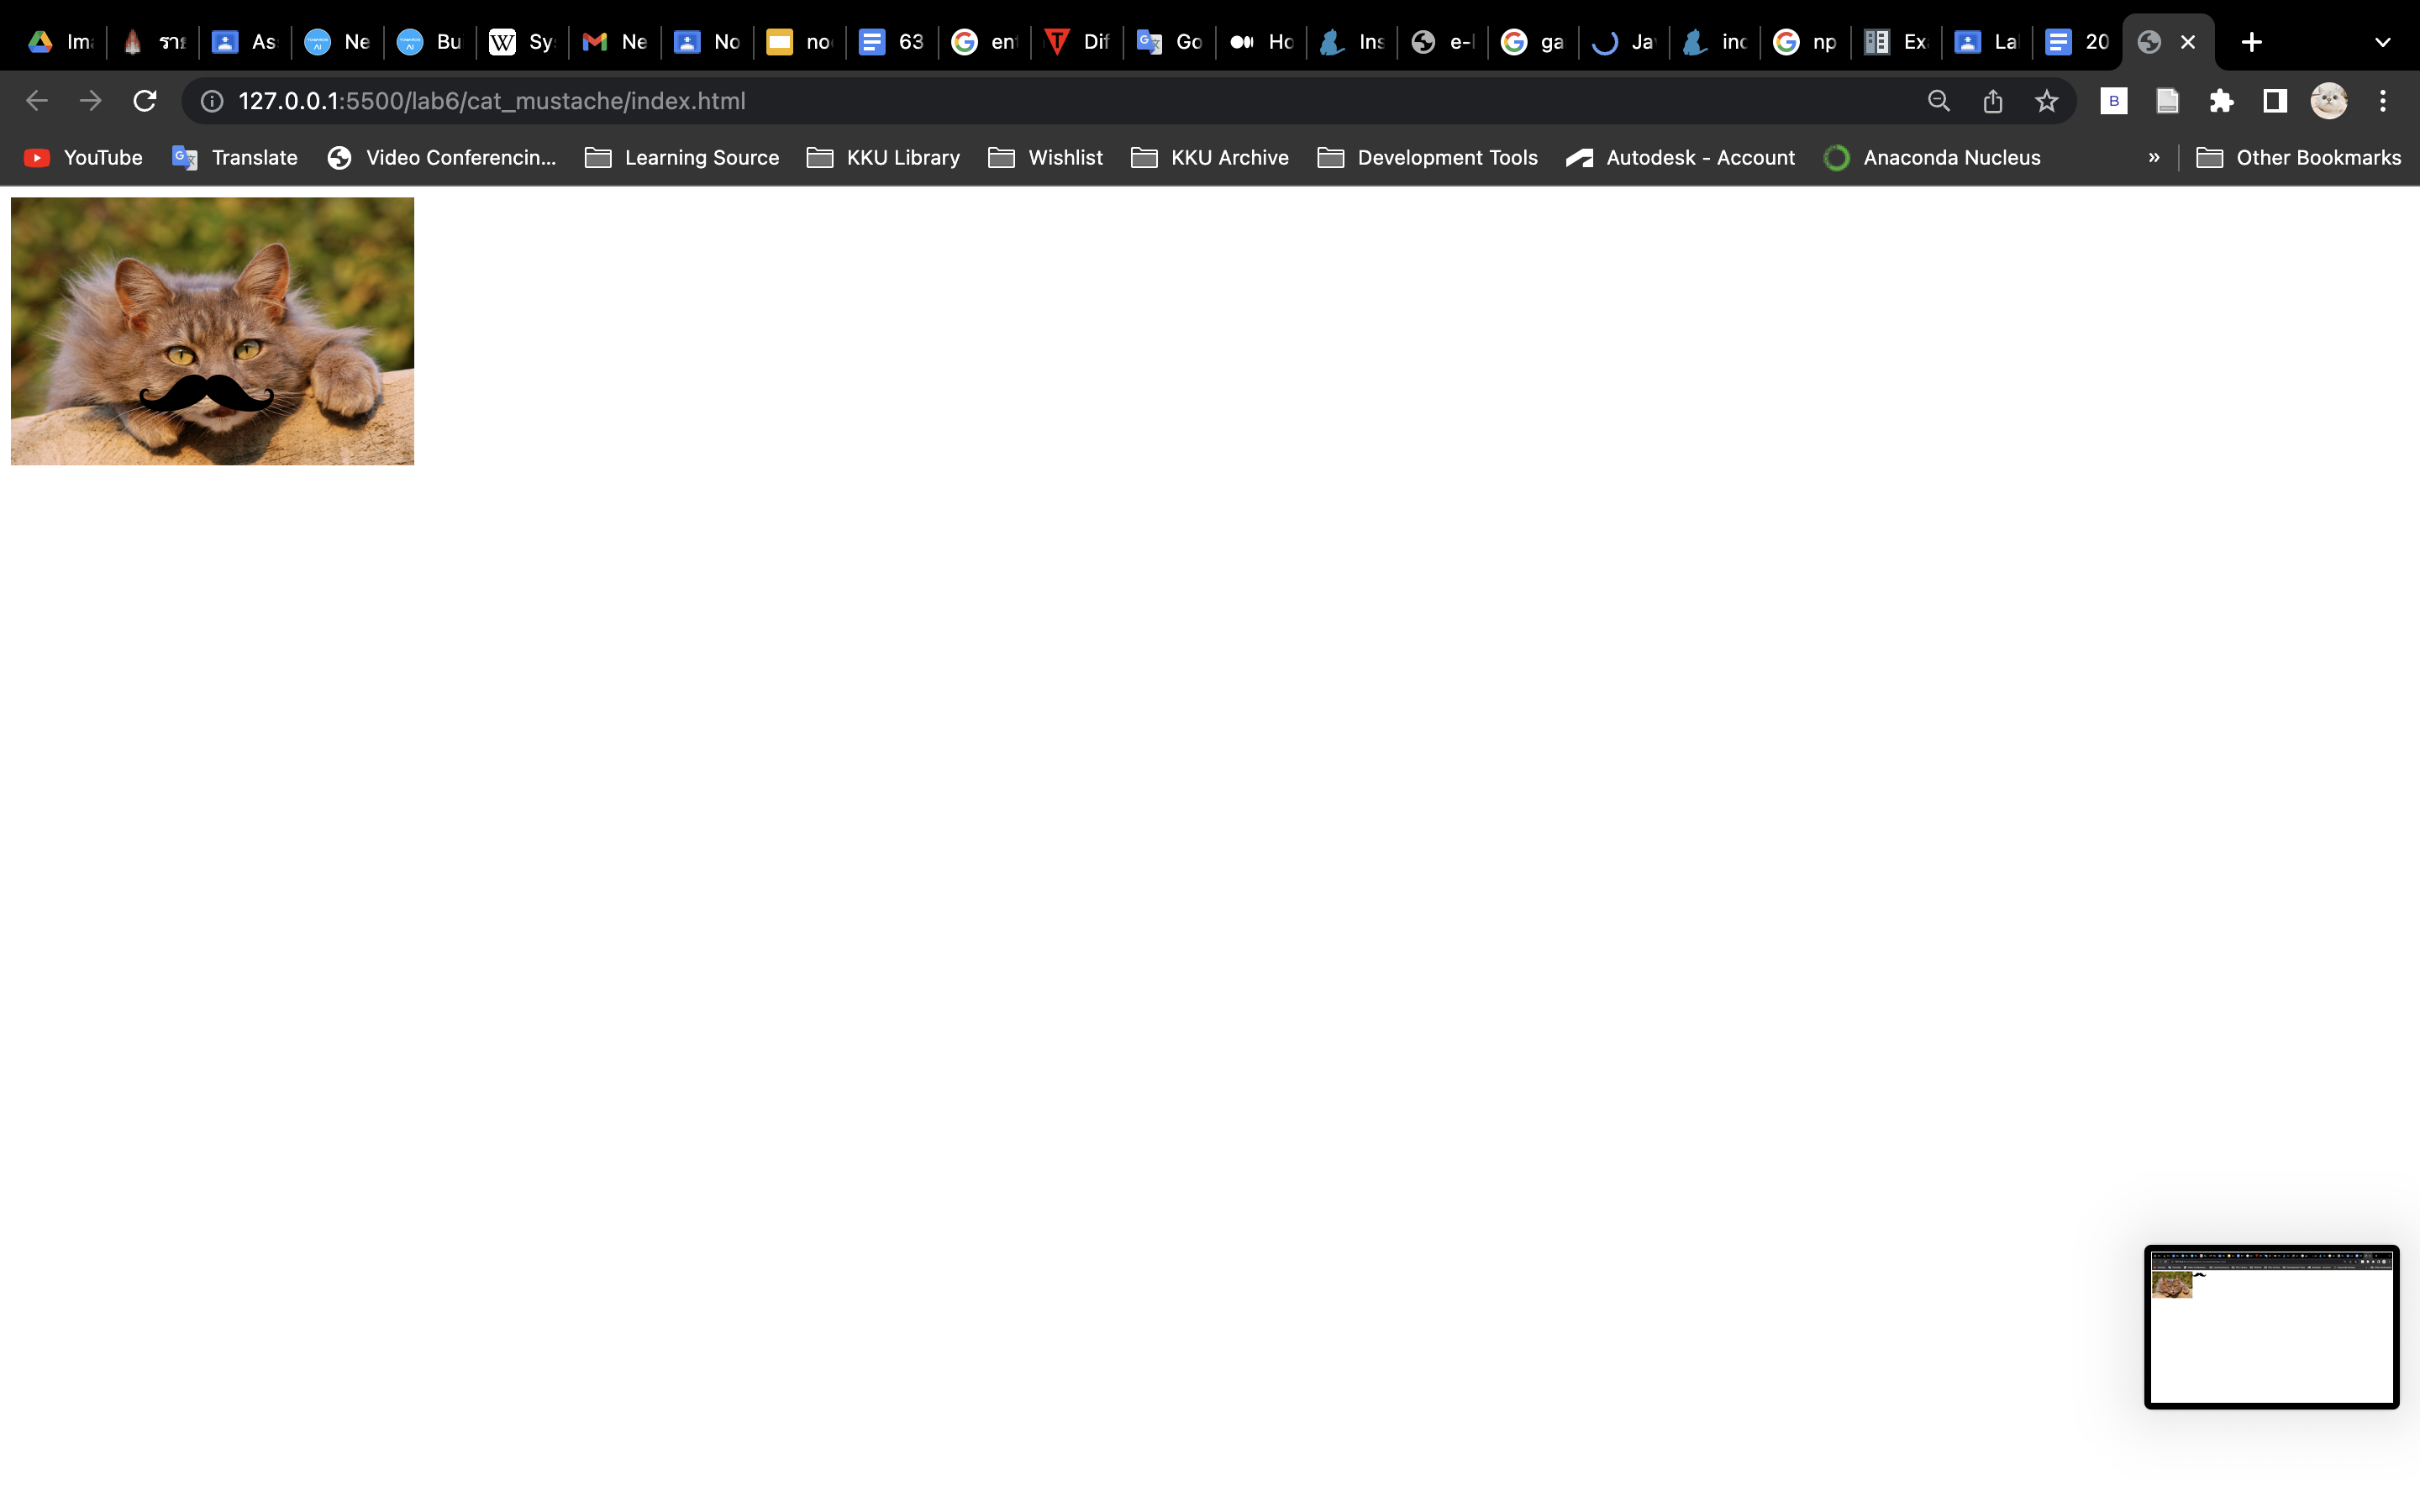 Im รา As Ne Bu Sy Ne No no 63 en Dif Go Ho Ins e- ga Ja inc np Ex La 20
127.0.0.1:5500/lab6/cat_mustache/index.html B
YouTube Translate Video Conferencin... Learning Source KKU Library Wishlist KKU Archive Development Tools Autodesk - Account Anaconda Nucleus » Other Bookmarks